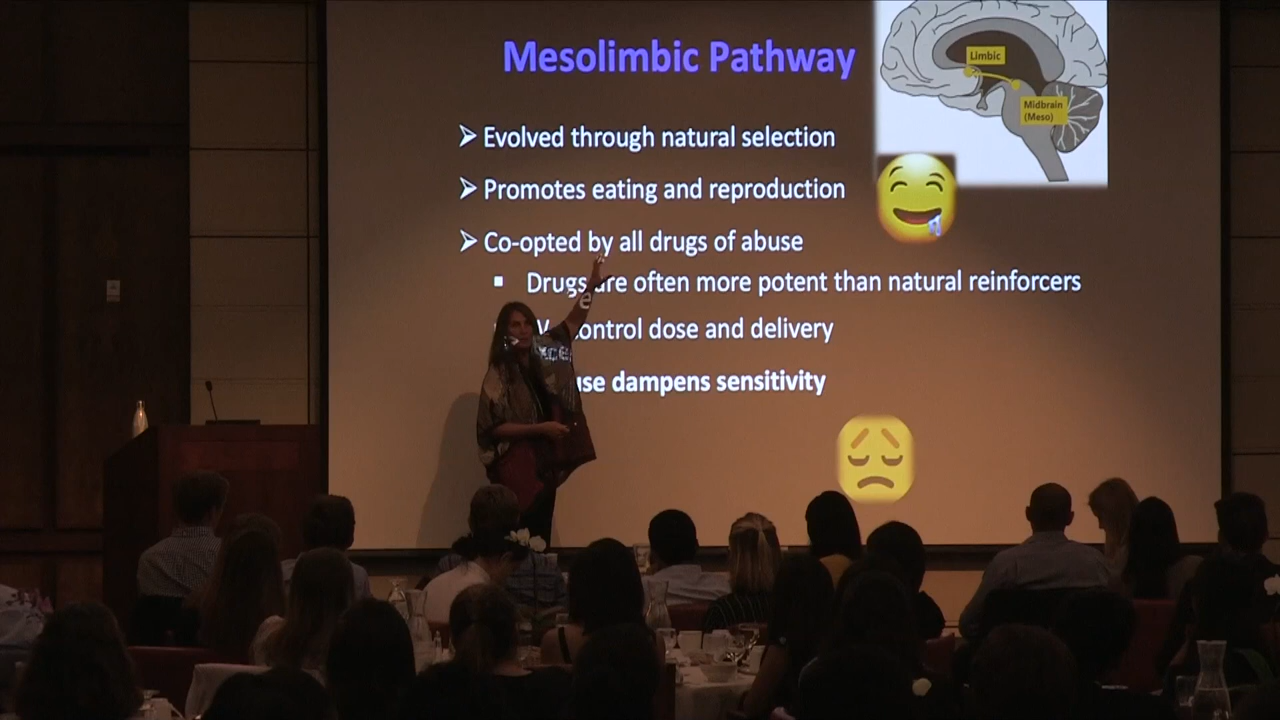 Mesolimbic Pathway
Limbic
Midbrain
(Meso)
Evolved through natural selection
Promotes eating and reproduction
Co-opted by all drugs of abuse
Drugs are often more potent than natural reinforcers
control dose and delivery
dampens sensitivity